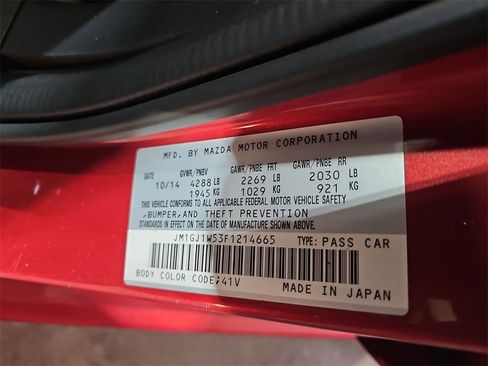 MFD. BY MAZDA MOTOR CORPORATION
GVWR/PNBV GAWR/PNBE FRT GAWR/PNBE RR
10/14 4288 LB 2269 LB 2030 LB
1945 KG 1029 KG 921 KG
THIS VEHICLE CONFORMS TO ALL APPLICABLE FEDERAL MOTOR VEHICLE SAFETY
,BUMPER,AND THEFT PREVENTION
STANDARDS IN EFFECT ON THE DATE OF MANUFACTURE SHOWN ABOVE.
JM1GJ1W53F1214665 TYPE: PASS CAR
BODY COLOR CODE;41V
MADE IN JAPAN